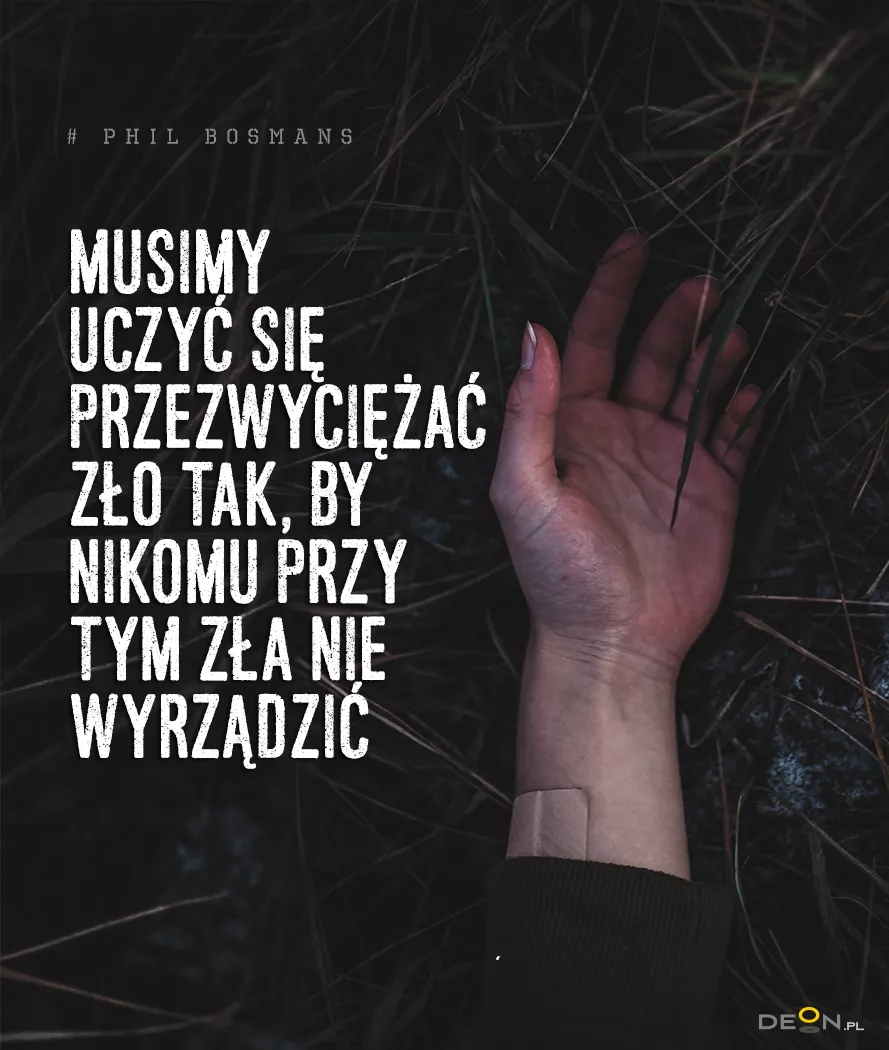 # PHIL BOSMANS
MUSIMY
UCZYĆ SIĘ
PRZEZWYCIĘŻAĆ
ZŁO TAK, BY
NIKOMU PRZY
TYM ZŁA NIE
WYRZĄDZIĆ
DEON.PL